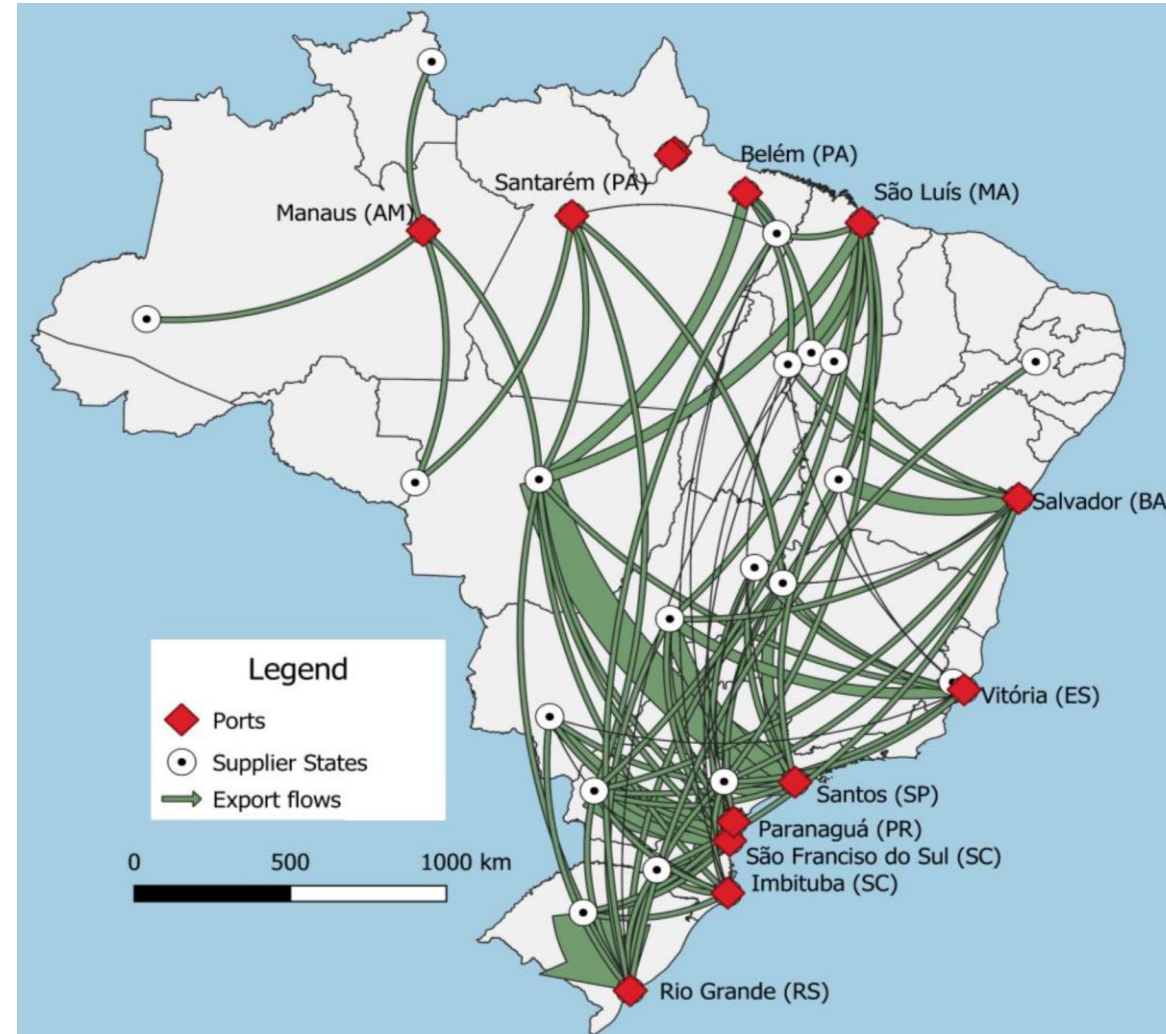 Belém (PA)
Santarém (PA)
São Luís (MA)
Manaus (AM)
Salvador (BA
Legend
Ports
Supplier States
Export flows
Vitória (ES)
Santos (SP)
Paranaguá (PR)
São Franciso do Sul (SC)
Imbituba (SC)
0 500 1000 km
Rio Grande (RS)